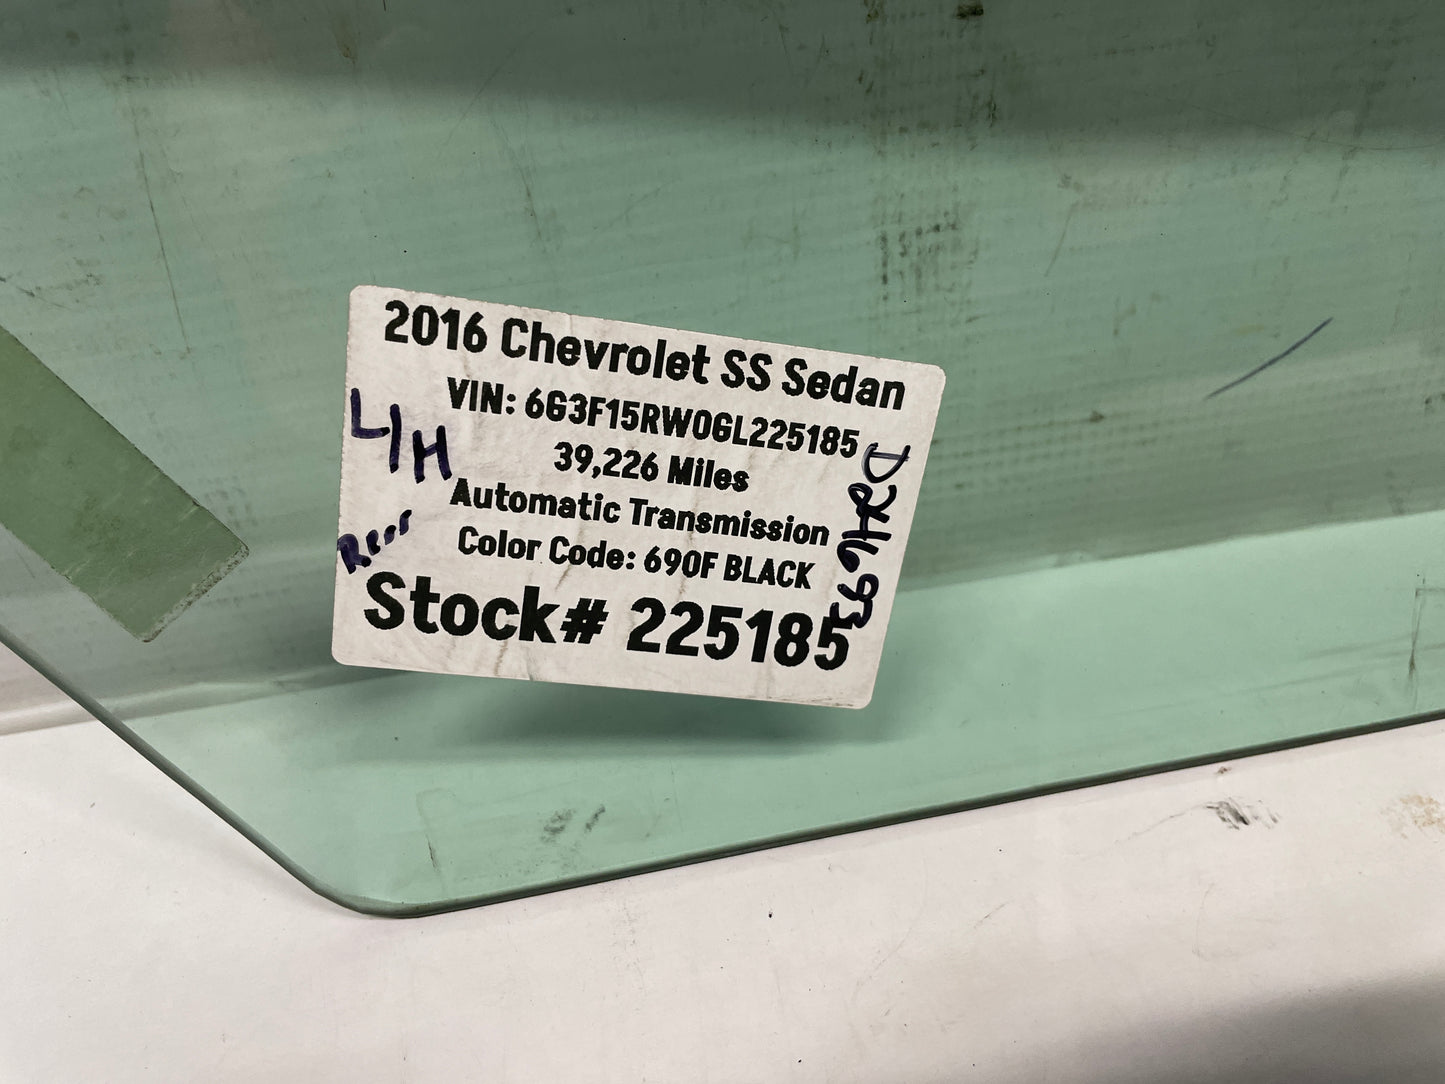 2016 Chevrolet SS Sedan
VIN: 6G3F15RW0GL225185
39,226 Miles
Automatic Transmission
Color Code: 690F BLACK
Stock# 225185
L/H
Rear